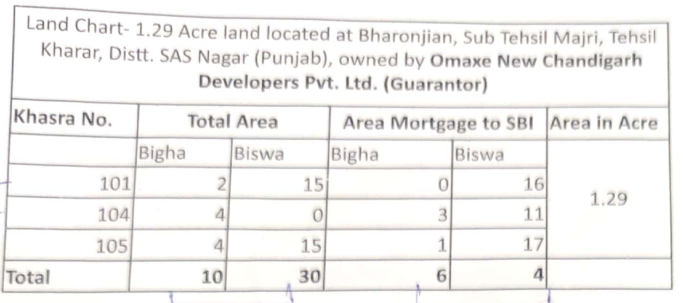 Land Chart- 1.29 Acre land located at Bharonjian, Sub Tehsil Majri, Tehsil
Kharar, Distt. SAS Nagar (Punjab), owned by Omaxe New Chandigarh
Developers Pvt. Ltd. (Guarantor)
Khasra No. Total Area Area Mortgage to SBI Area in Acre
Bigha Biswa Bigha Biswa
101 2 15 0 16
1.29
104 4 0 3 11
105 4 15 1 17
Total 10 30 6 4